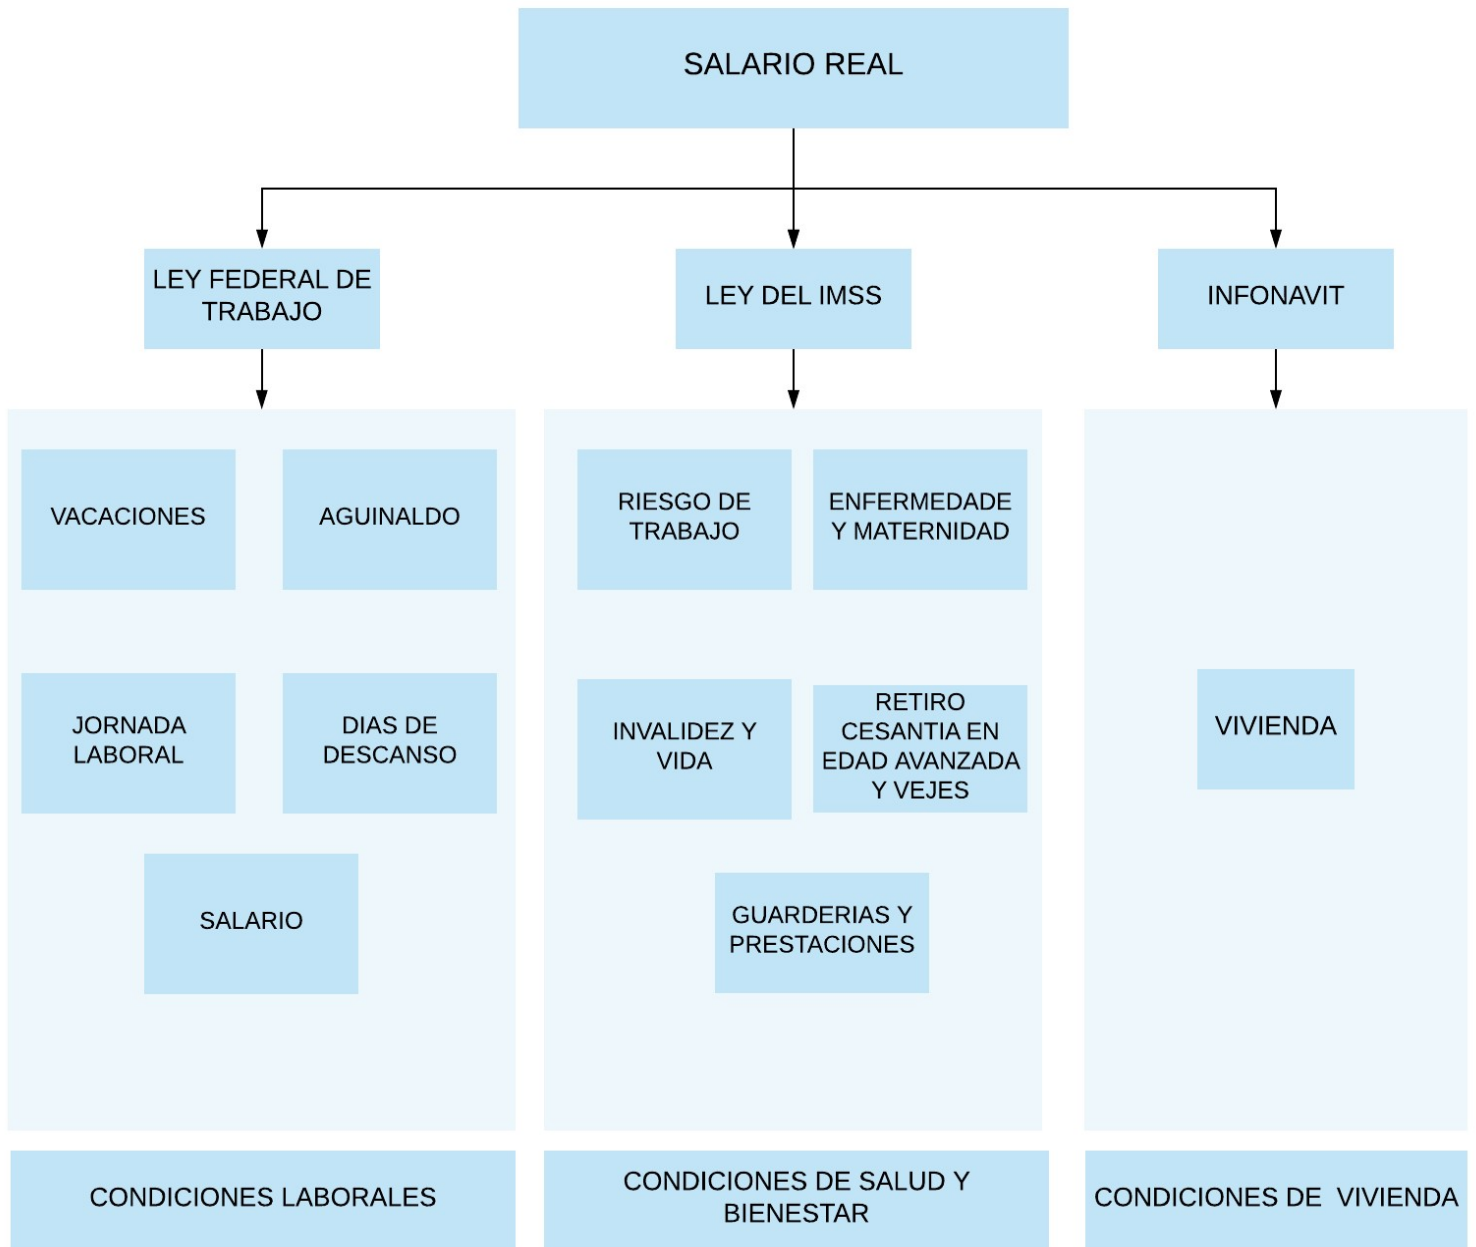 SALARIO REAL
LEY FEDERAL DE
TRABAJO
LEY DEL IMSS
INFONAVIT
VACACIONES
AGUINALDO
JORNADA
LABORAL
DIAS DE
DESCANSO
SALARIO
RIESGO DE
TRABAJO
ENFERMEDADE
Y MATERNIDAD
INVALIDEZ Y
VIDA
RETIRO
CESANTIA EN
EDAD AVANZADA
Y VEJES
GUARDERIAS Y
PRESTACIONES
VIVIENDA
CONDICIONES LABORALES
CONDICIONES DE SALUD Y
BIENESTAR
CONDICIONES DE  VIVIENDA